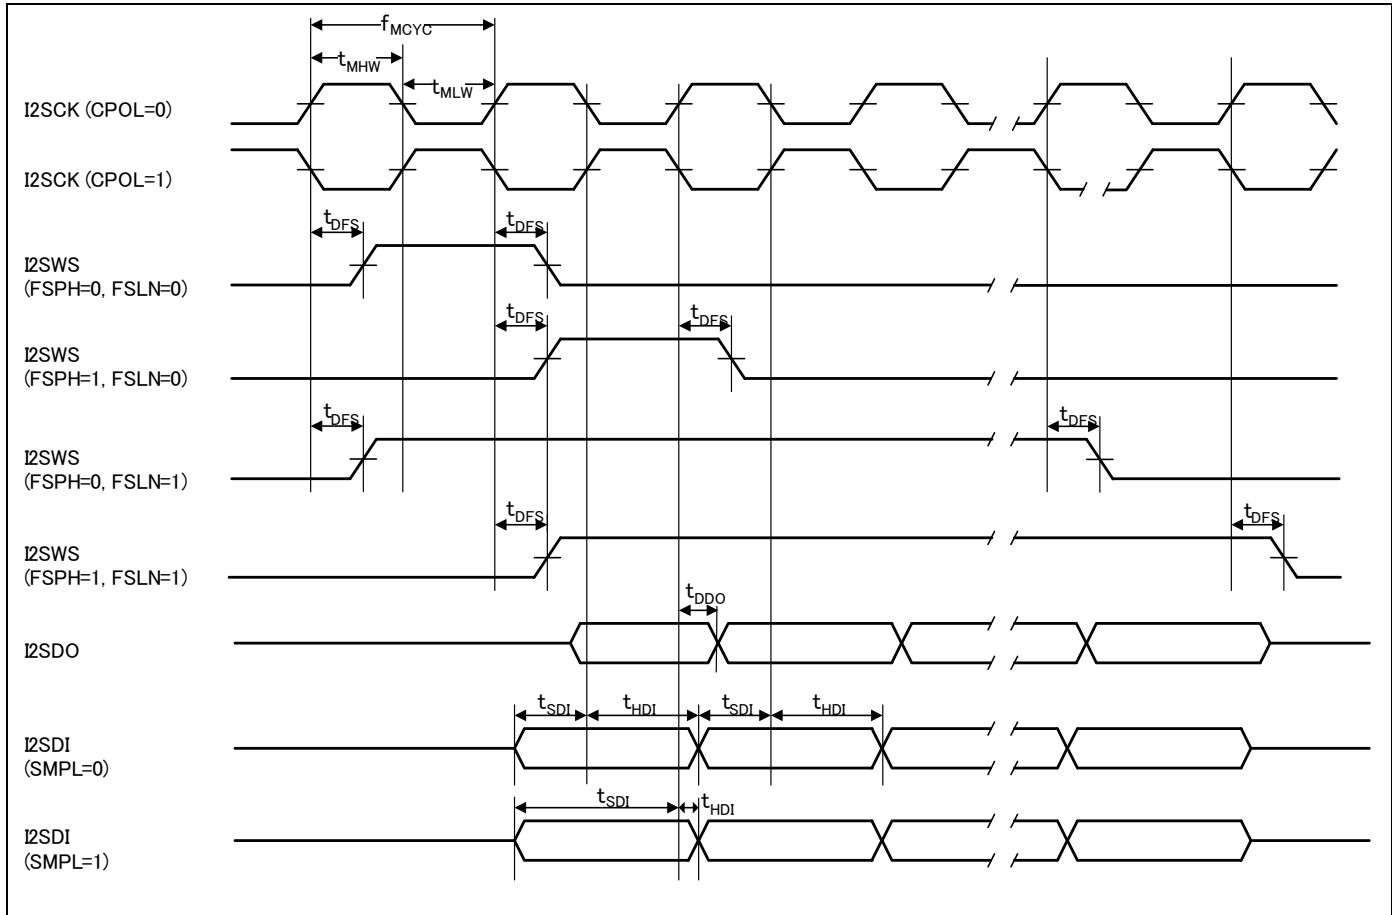 fMCYC
tMHW
tMLW
I2SCK (CPOL=0)
I2SCK (CPOL=1)
tDFS tDFS
I2SWS
(FSPH=0, FSLN=0)
tDFS tDFS
I2SWS
(FSPH=1, FSLN=0)
tDFS tDFS
I2SWS
(FSPH=0, FSLN=1)
tDFS tDFS
I2SWS
(FSPH=1, FSLN=1)
tDDO
I2SDO
tSDI tHDI tSDI tHDI
I2SDI
(SMPL=0)
tSDI tHDI
I2SDI
(SMPL=1)